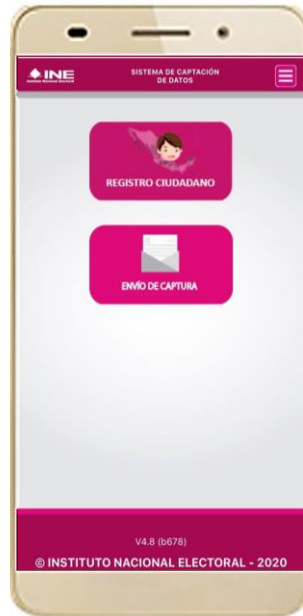 INE
Instituto Nacional Electoral
SISTEMA DE CAPTACIÓN
DE DATOS
REGISTRO CIUDADANO
ENVÍO DE CAPTURA
V4.8 (b678)
© INSTITUTO NACIONAL ELECTORAL - 2020